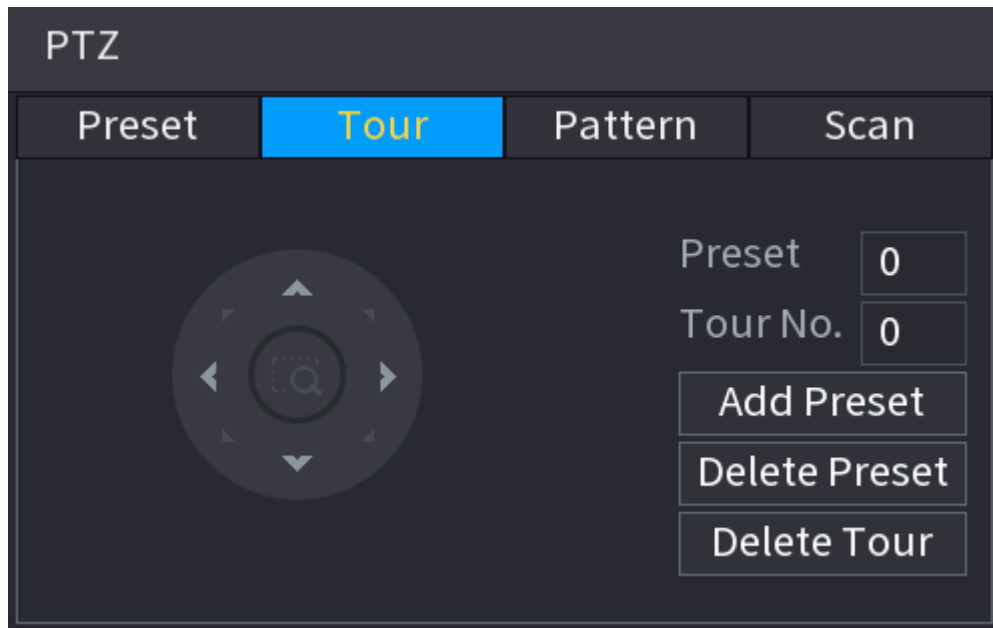 PTZ
Preset Tour Pattern Scan
Preset 0
Tour No. 0
Add Preset
Delete Preset
Delete Tour